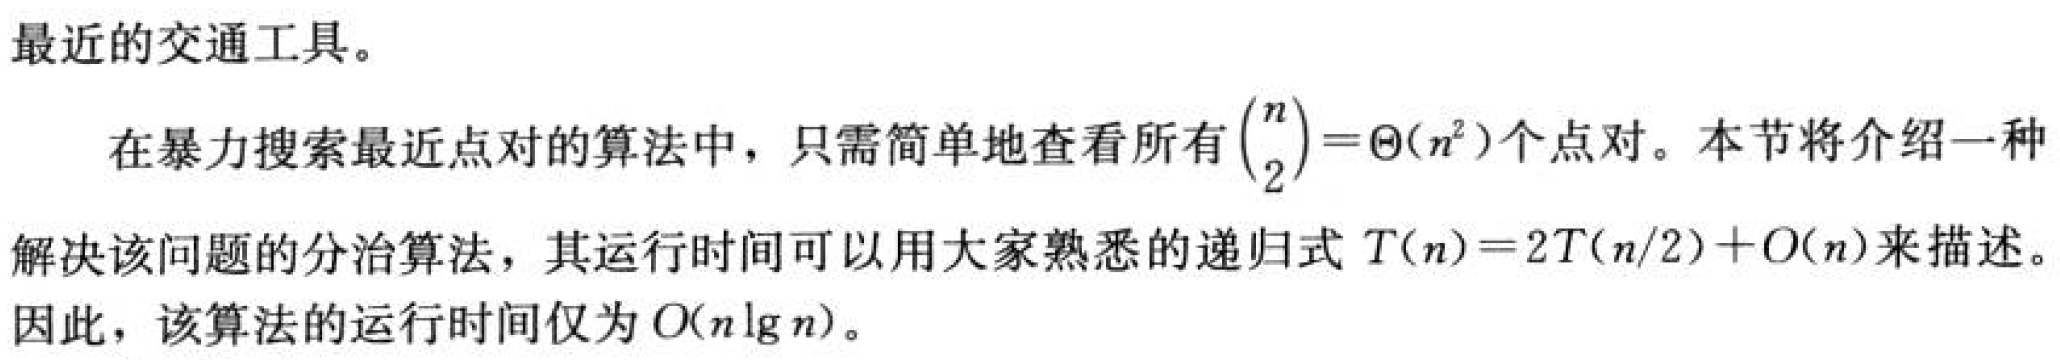 最近的交通工具。
在暴力搜索最近点对的算法中，只需简单地查看所有$\binom{n}{2}=\Theta(n^2)$个点对。本节将介绍一种
解决该问题的分治算法，其运行时间可以用大家熟悉的递归式 $T(n)=2T(n/2)+O(n)$来描述。
因此，该算法的运行时间仅为 $O(n\lg n)$。